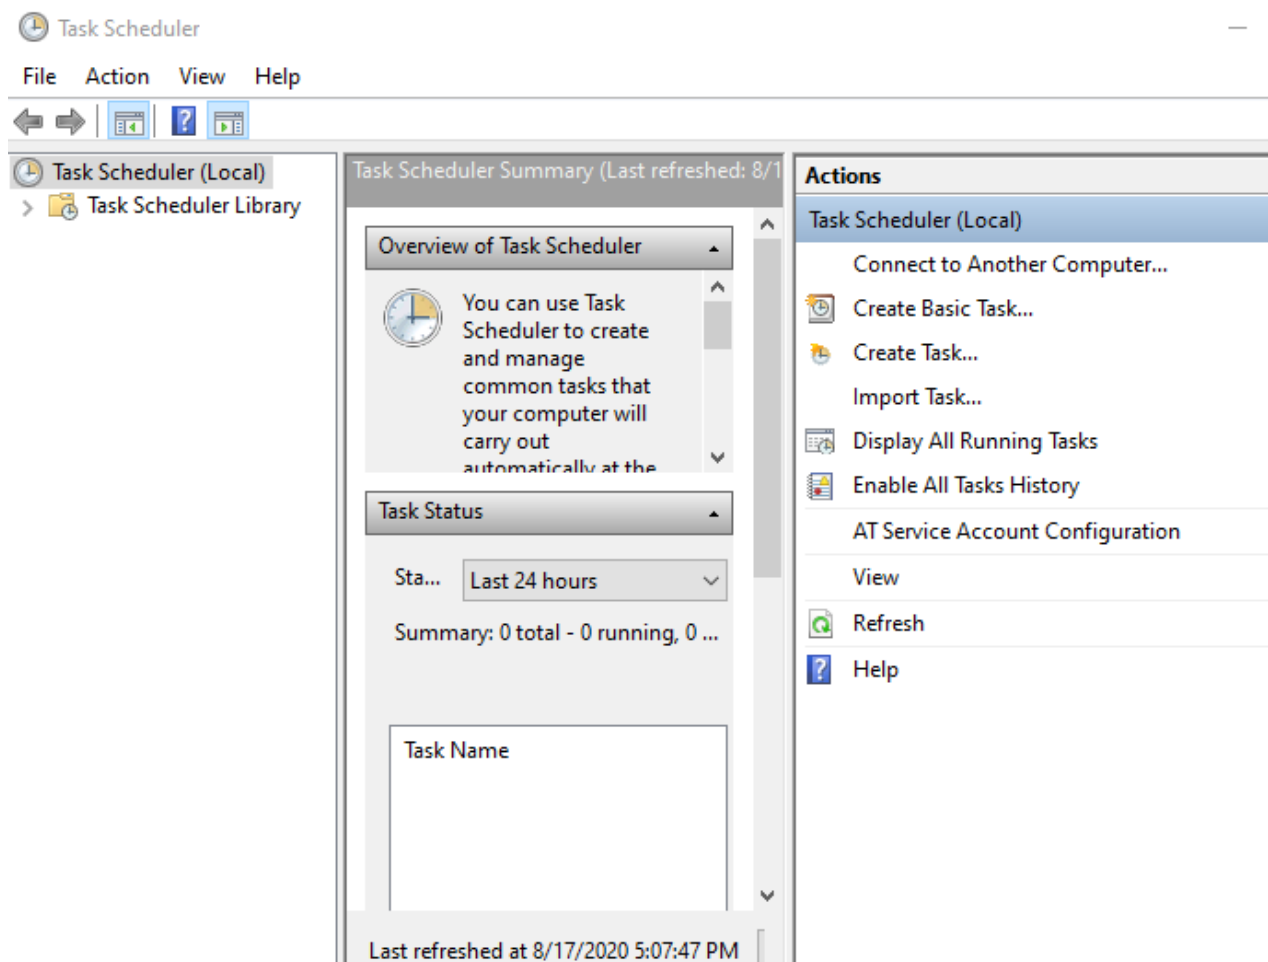 Task Scheduler
File Action View Help
Task Scheduler (Local)
Task Scheduler Library
Task Scheduler Summary (Last refreshed: 8/1
Overview of Task Scheduler
You can use Task
Scheduler to create
and manage
common tasks that
your computer will
carry out
automatically at the
Task Status
Sta...
Last 24 hours
Summary: 0 total - 0 running, 0 ...
Task Name
Last refreshed at 8/17/2020 5:07:47 PM
Actions
Task Scheduler (Local)
Connect to Another Computer...
Create Basic Task...
Create Task...
Import Task...
Display All Running Tasks
Enable All Tasks History
AT Service Account Configuration
View
Refresh
Help